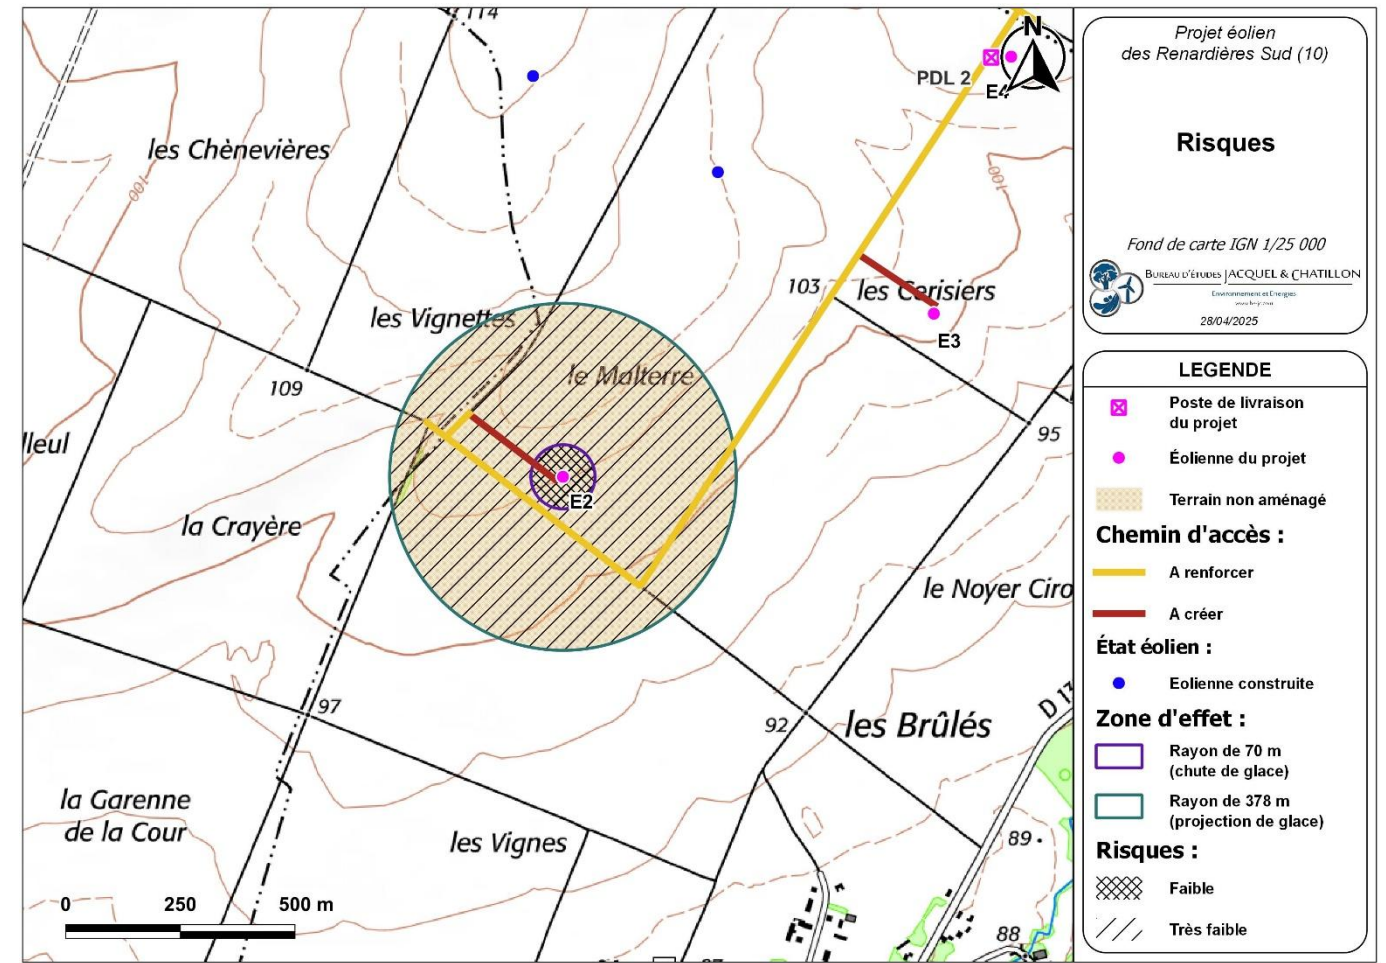 114
les Chènevières
100
PDL 2
E4
N
100
103
les Cerisiers
E3
les Vignettes
le Malterre
109
lleul
95
E2
la Crayère
le Noyer Ciro
97
92
les Brûlés
D 13
la Garenne
de la Cour
les Vignes
89
88
0 250 500 m
Projet éolien
des Renardières Sud (10)
Risques
Fond de carte IGN 1/25 000
BUREAU D'ÉTUDES JACQUEL & CHATILLON
Environnement et Énergies
28/04/2025
LEGENDE
Poste de livraison
du projet
Éolienne du projet
Terrain non aménagé
Chemin d'accès :
A renforcer
A créer
État éolien :
Eolienne construite
Zone d'effet :
Rayon de 70 m
(chute de glace)
Rayon de 378 m
(projection de glace)
Risques :
Faible
Très faible